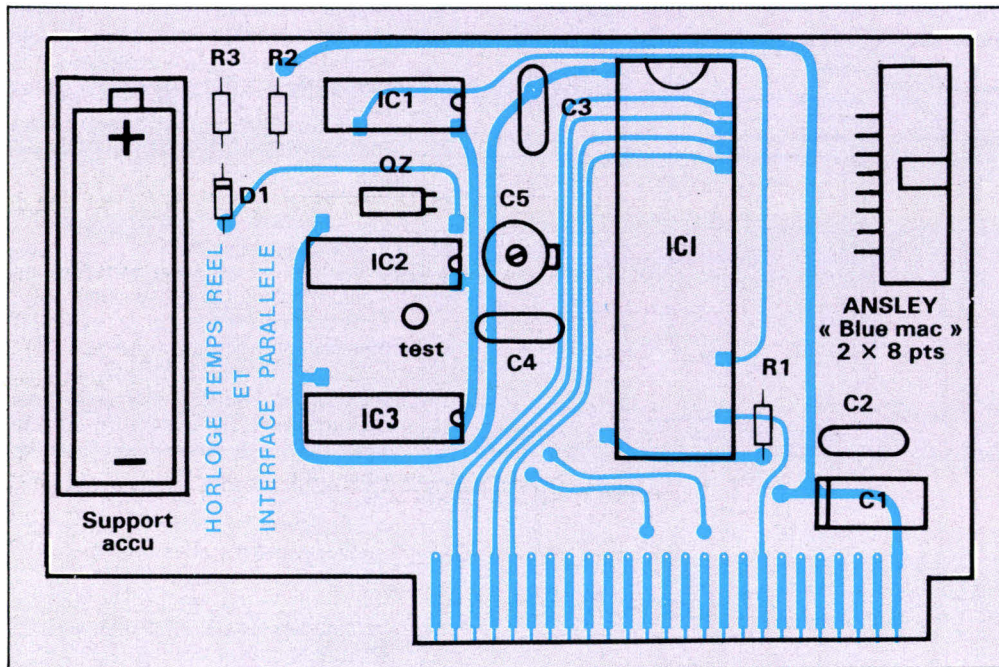 R3
R2
IC1
C3
+
QZ
D1
C5
IC2
ICI
test
C4
IC3
ANSLEY
« Blue mac »
2 × 8 pts
R1
C2
C1
–
Support
accu
HORLOGE TEMPS REEL
ET
INTERFACE PARALLELE